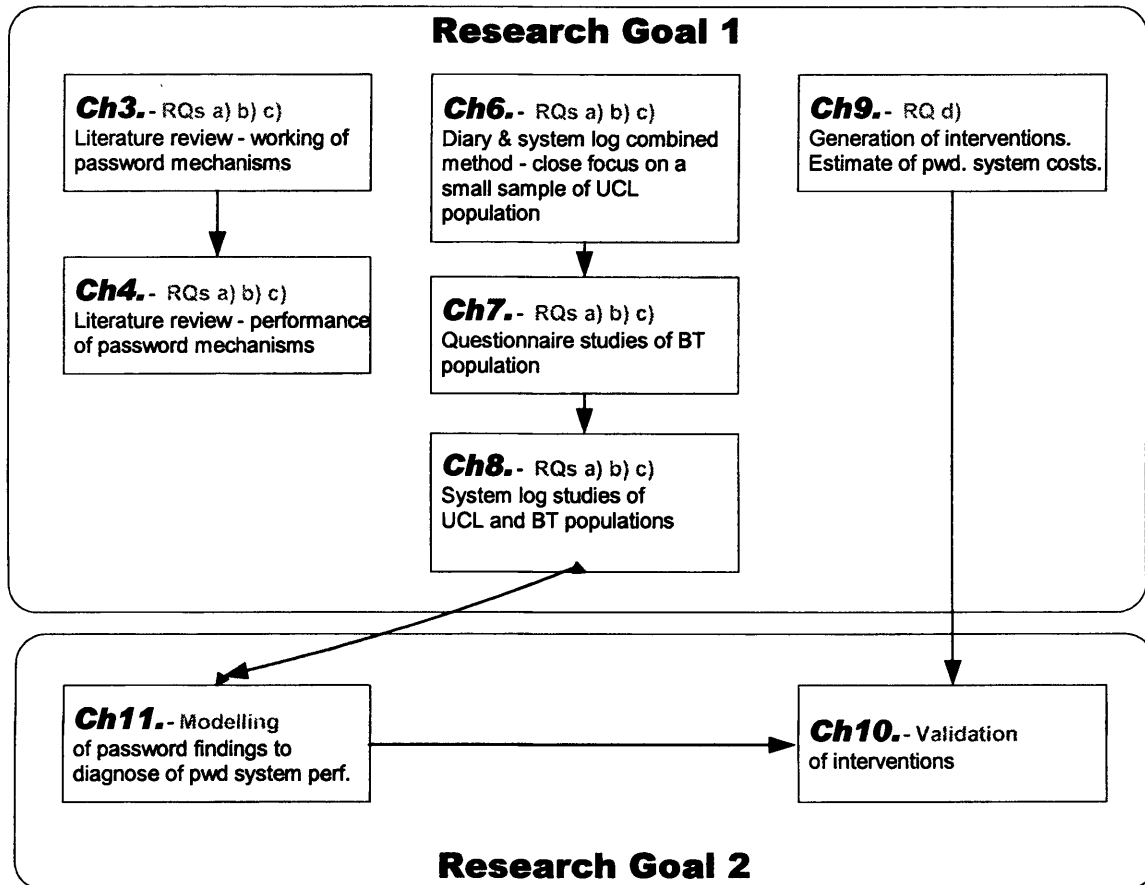 Research Goal 1
Ch3. - RQs a) b) c)
Literature review - working of
password mechanisms
Ch4. - RQs a) b) c)
Literature review - performance
of password mechanisms
Ch6. - RQs a) b) c)
Diary & system log combined
method - close focus on a
small sample of UCL
population
Ch7. - RQs a) b) c)
Questionnaire studies of BT
population
Ch8. - RQs a) b) c)
System log studies of
UCL and BT populations
Ch9. - RQ d)
Generation of interventions.
Estimate of pwd. system costs.
Ch11. - Modelling
of password findings to
diagnose of pwd system perf.
Ch10. - Validation
of interventions
Research Goal 2